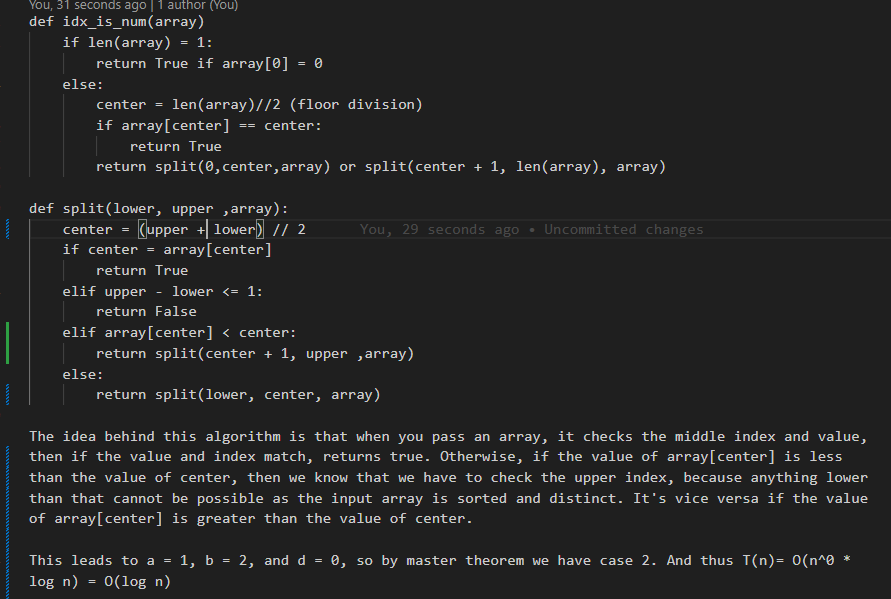 You, 31 seconds ago | 1 author (You)
def idx_is_num(array)
if len(array) = 1:
return True if array[0] = 0
else:
center = len(array)//2 (floor division)
if array[center] == center:
return True
return split(0,center,array) or split(center + 1, len(array), array)
def split(lower, upper ,array):
center = (upper + lower) // 2 You, 29 seconds ago • Uncommitted changes
if center = array[center]
return True
elif upper - lower <= 1:
return False
elif array[center] < center:
return split(center + 1, upper ,array)
else:
return split(lower, center, array)
The idea behind this algorithm is that when you pass an array, it checks the middle index and value,
then if the value and index match, returns true. Otherwise, if the value of array[center] is less
than the value of center, then we know that we have to check the upper index, because anything lower
than that cannot be possible as the input array is sorted and distinct. It's vice versa if the value
of array[center] is greater than the value of center.
This leads to a = 1, b = 2, and d = 0, so by master theorem we have case 2. And thus T(n)= O(n^0 *
log n) = O(log n)